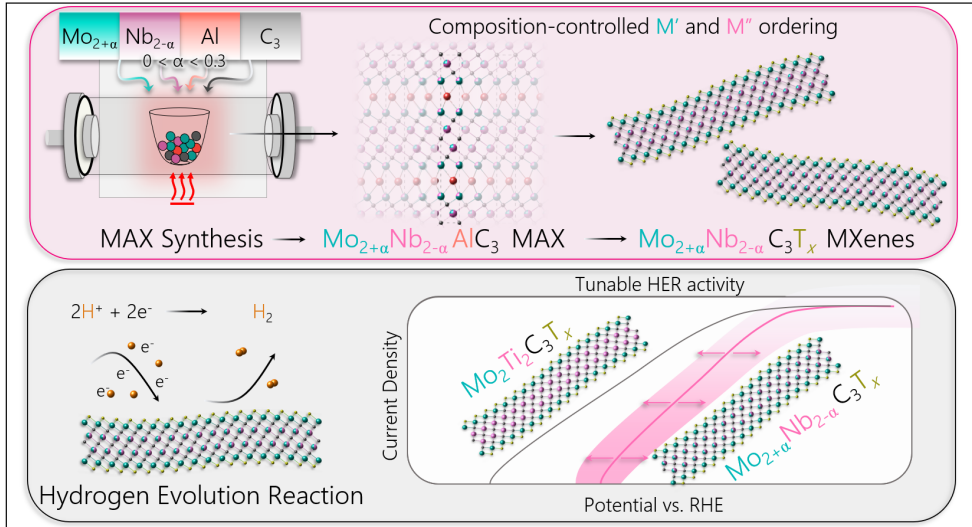 Mo₂₊α Nb₂₋α Al C₃
0 < α < 0.3
Composition-controlled M′ and M″ ordering
MAX Synthesis → Mo₂₊αNb₂₋αAlC₃ MAX → Mo₂₊αNb₂₋αC₃Tₓ MXenes
2H⁺ + 2e⁻ → H₂
e⁻
e⁻
e⁻
e⁻
Hydrogen Evolution Reaction
Tunable HER activity
Current Density
Mo₂Ti₂C₃Tₓ
Mo₂₊αNb₂₋αC₃Tₓ
Potential vs. RHE